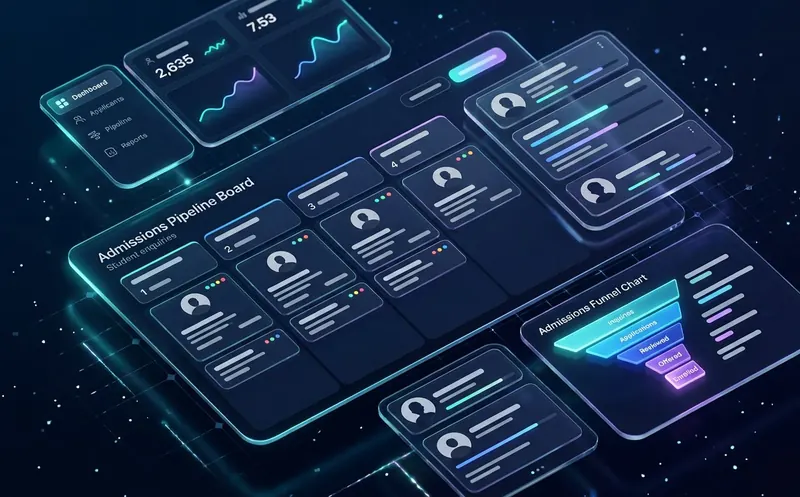 2,635
7.53
Dashboard
Applicants
Pipeline
Reports
Admissions Pipeline Board
Student enquiries
1
2
3
4
Admissions Funnel Chart
Inquiries
Applications
Reviewed
Offered
Enrolled